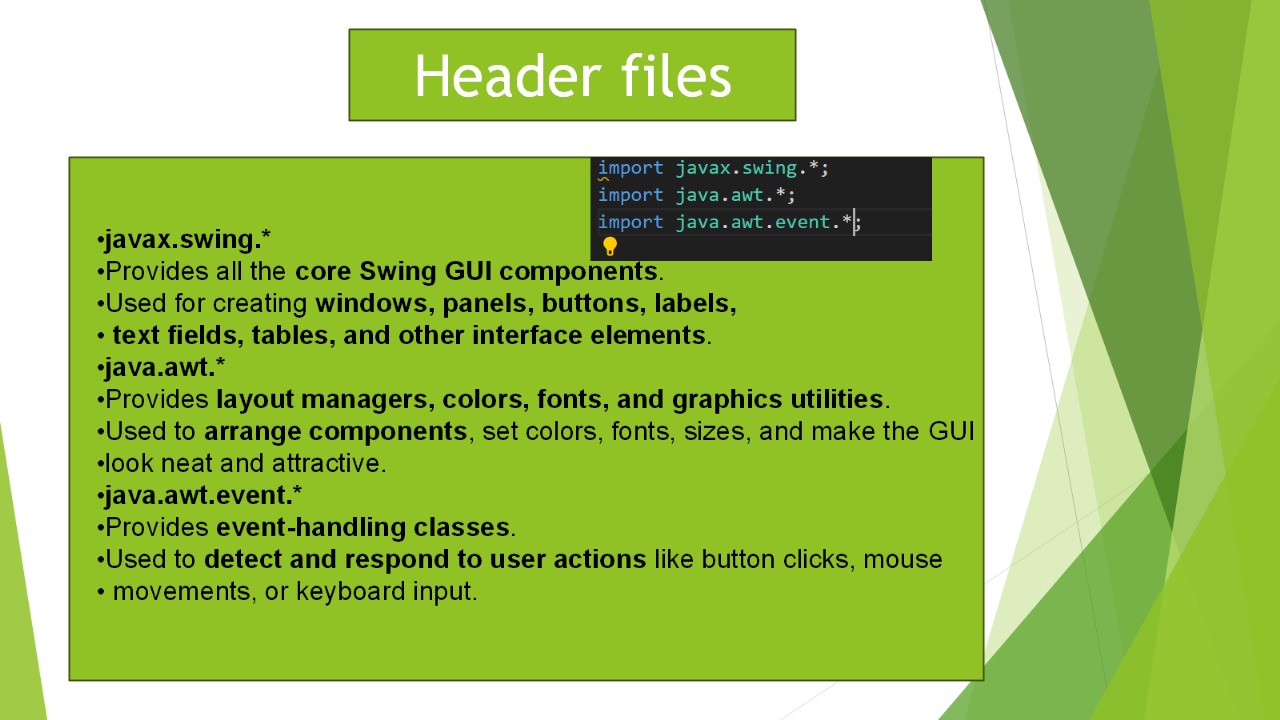 Header files
import javax.swing.*;
import java.awt.*;
import java.awt.event.*;
•javax.swing.*
•Provides all the core Swing GUI components.
•Used for creating windows, panels, buttons, labels,
• text fields, tables, and other interface elements.
•java.awt.*
•Provides layout managers, colors, fonts, and graphics utilities.
•Used to arrange components, set colors, fonts, sizes, and make the GUI
•look neat and attractive.
•java.awt.event.*
•Provides event-handling classes.
•Used to detect and respond to user actions like button clicks, mouse
• movements, or keyboard input.